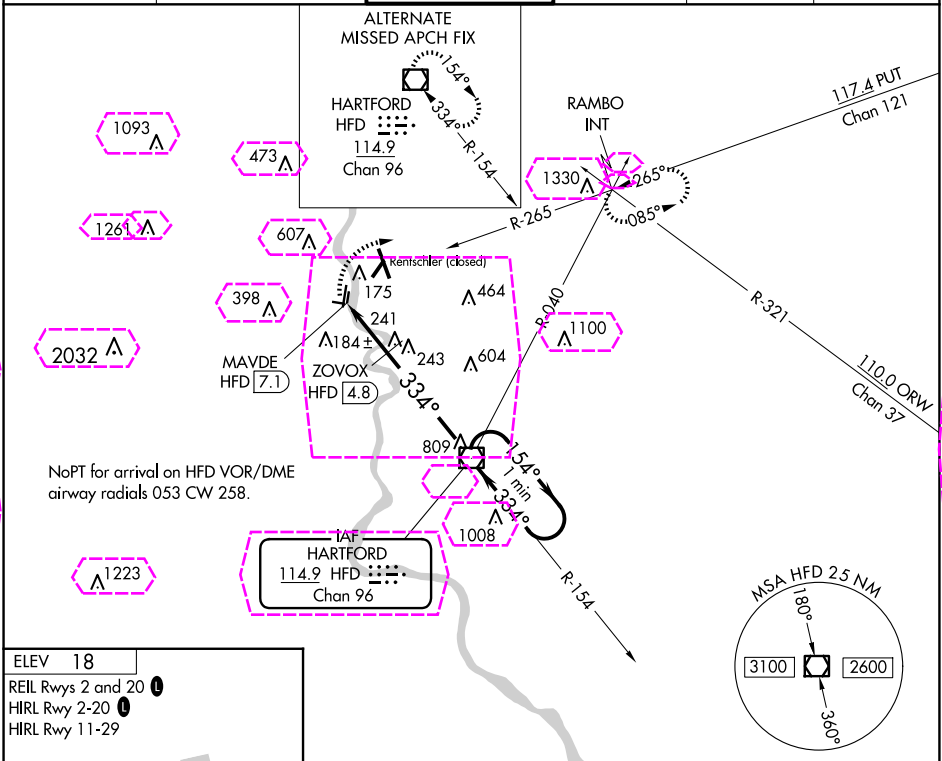 ALTERNATE
MISSED APCH FIX
154°
334°
R-154
HARTFORD
HFD
114.9
Chan 96
117.4 PUT
Chan 121
RAMBO
INT
1093
473
1330
265°
085°
R-265
1261
607
Rentschler (closed)
175
464
398
R-040
R-321
241
1100
2032
184 ±
243
604
MAVDE
HFD 7.1
ZOVOX
HFD 4.8
334°
110.0 ORW
Chan 37
809
154°
1 min
334°
NoPT for arrival on HFD VOR/DME
airway radials 053 CW 258.
1008
IAF
HARTFORD
114.9 HFD
Chan 96
1223
R-154
MSA HFD 25 NM
180°
3100
2600
360°
ELEV 18
REIL Rwys 2 and 20 L
HIRL Rwy 2-20 L
HIRL Rwy 11-29